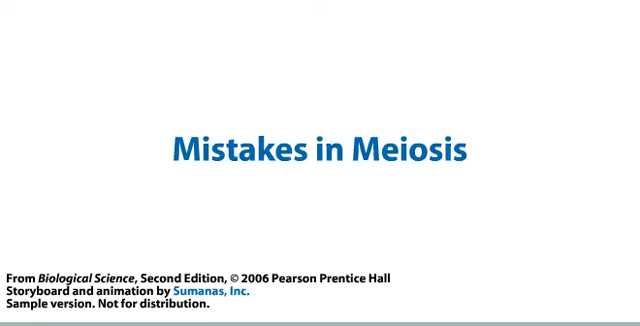 Mistakes in Meiosis
From Biological Science, Second Edition, © 2006 Pearson Prentice Hall
Storyboard and animation by Sumanas, Inc.
Sample version. Not for distribution.